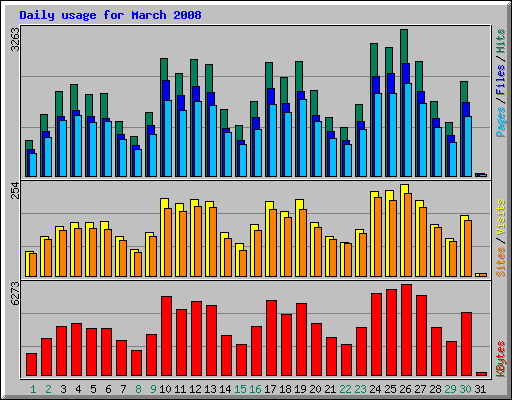 Daily usage for March 2008
3263
Pages / Files / Hits
254
Sites / Visits
6273
KBytes
1 2 3 4 5 6 7 8 9 10 11 12 13 14 15 16 17 18 19 20 21 22 23 24 25 26 27 28 29 30 31